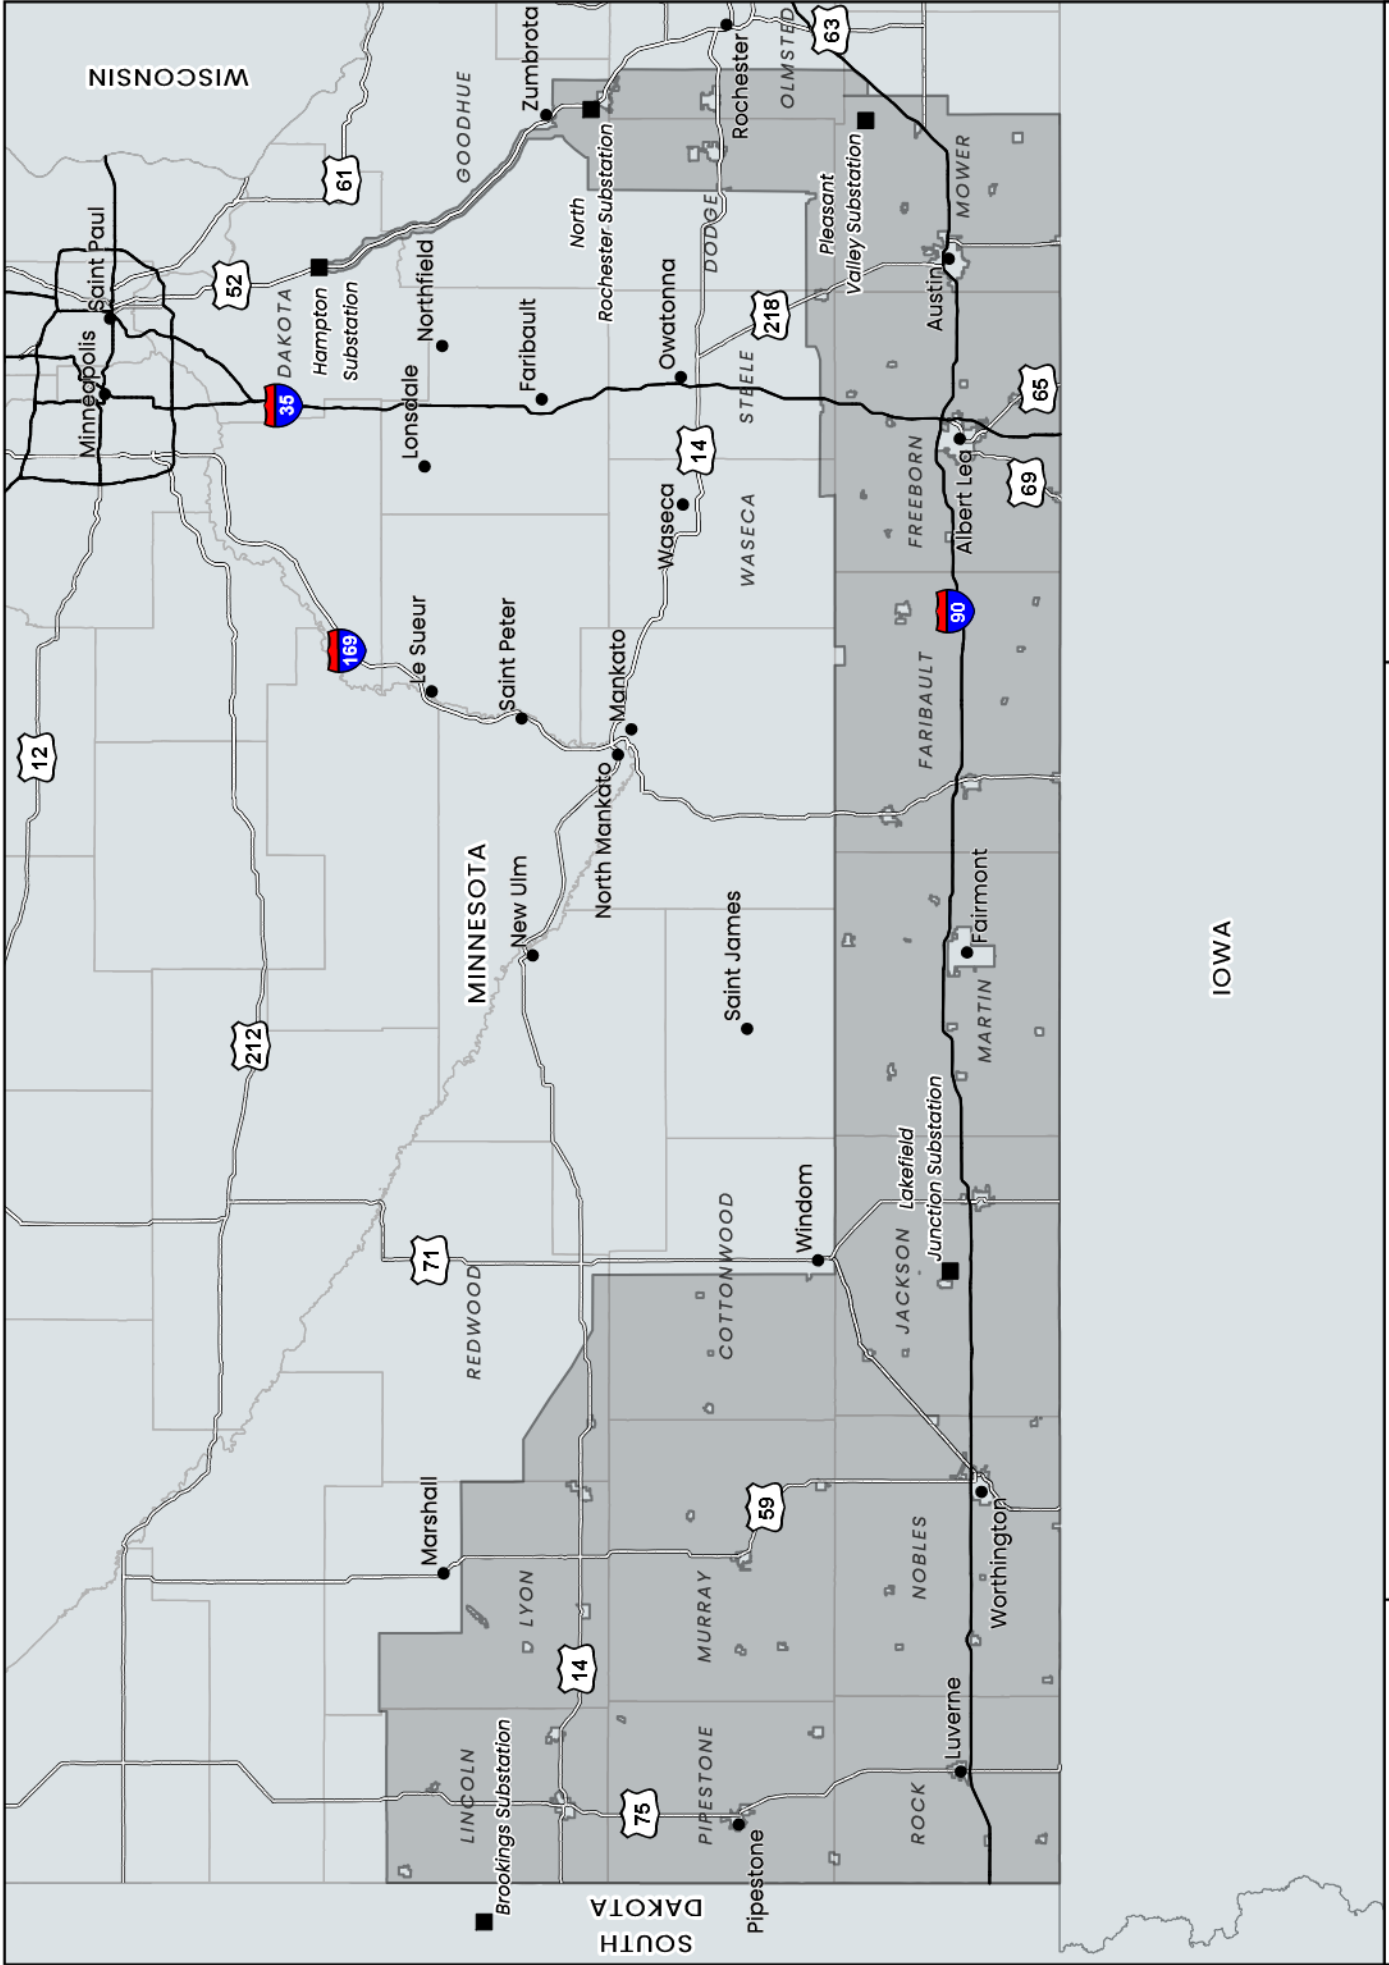 WISCONSIN
MINNESOTA
IOWA
SOUTH
DAKOTA
Minneapolis
Saint Paul
12
212
169
35
52
61
DAKOTA
Hampton
Substation
GOODHUE
Zumbrota
North
Rochester Substation
Rochester
OLMSTED
63
Northfield
Lonsdale
Faribault
Owatonna
DODGE
Pleasant
Valley Substation
MOWER
218
STEELE
14
Waseca
WASECA
Austin
65
69
Albert Lea
FREEBORN
90
FARIBAULT
Le Sueur
Saint Peter
Mankato
North Mankato
New Ulm
Saint James
Fairmont
MARTIN
Lakefield
Junction Substation
JACKSON
Windom
COTTONWOOD
71
REDWOOD
Marshall
LYON
59
MURRAY
NOBLES
Worthington
14
LINCOLN
Brookings Substation
75
PIPESTONE
Pipestone
ROCK
Luverne